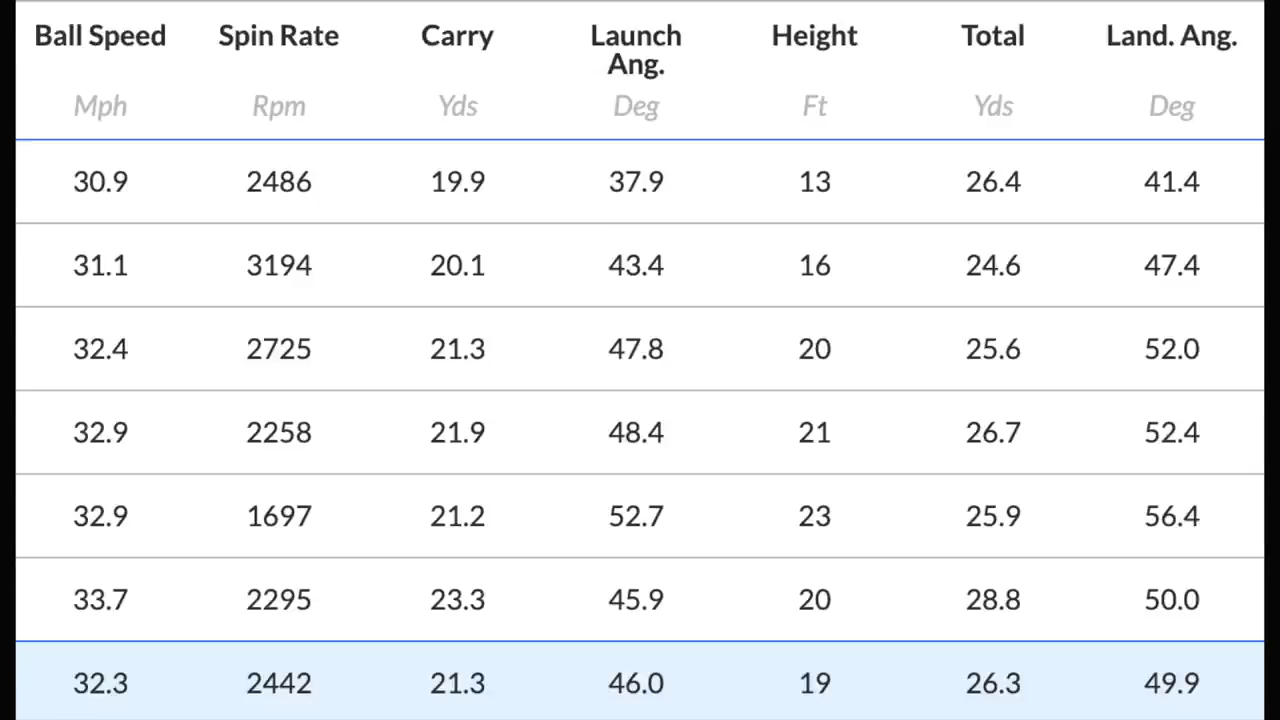 Ball Speed Spin Rate Carry Launch Ang. Height Total Land. Ang.
Mph Rpm Yds Deg Ft Yds Deg
30.9 2486 19.9 37.9 13 26.4 41.4
31.1 3194 20.1 43.4 16 24.6 47.4
32.4 2725 21.3 47.8 20 25.6 52.0
32.9 2258 21.9 48.4 21 26.7 52.4
32.9 1697 21.2 52.7 23 25.9 56.4
33.7 2295 23.3 45.9 20 28.8 50.0
32.3 2442 21.3 46.0 19 26.3 49.9